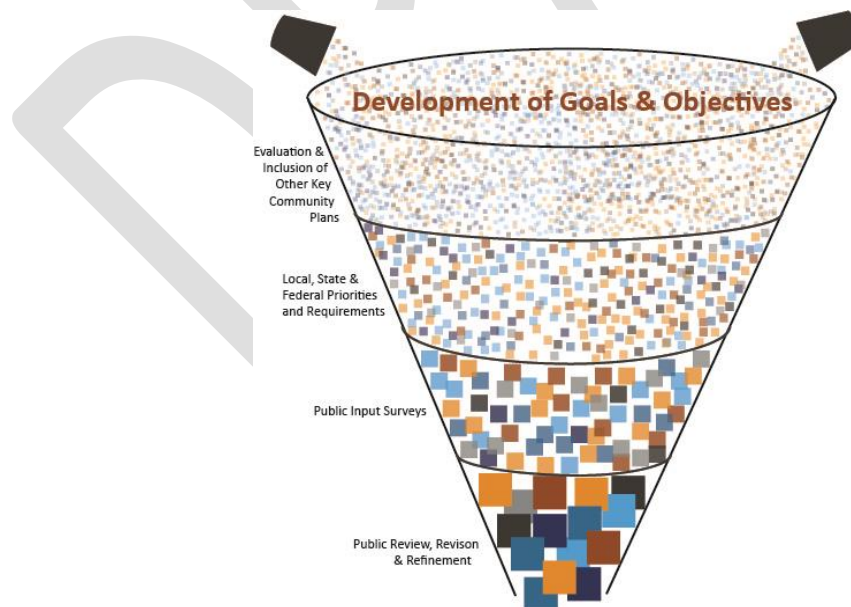 Development of Goals & Objectives
Evaluation &
Inclusion of
Other Key
Community
Plans
Local, State &
Federal Priorities
and Requirements
Public Input Surveys
Public Review, Revison
& Refinement